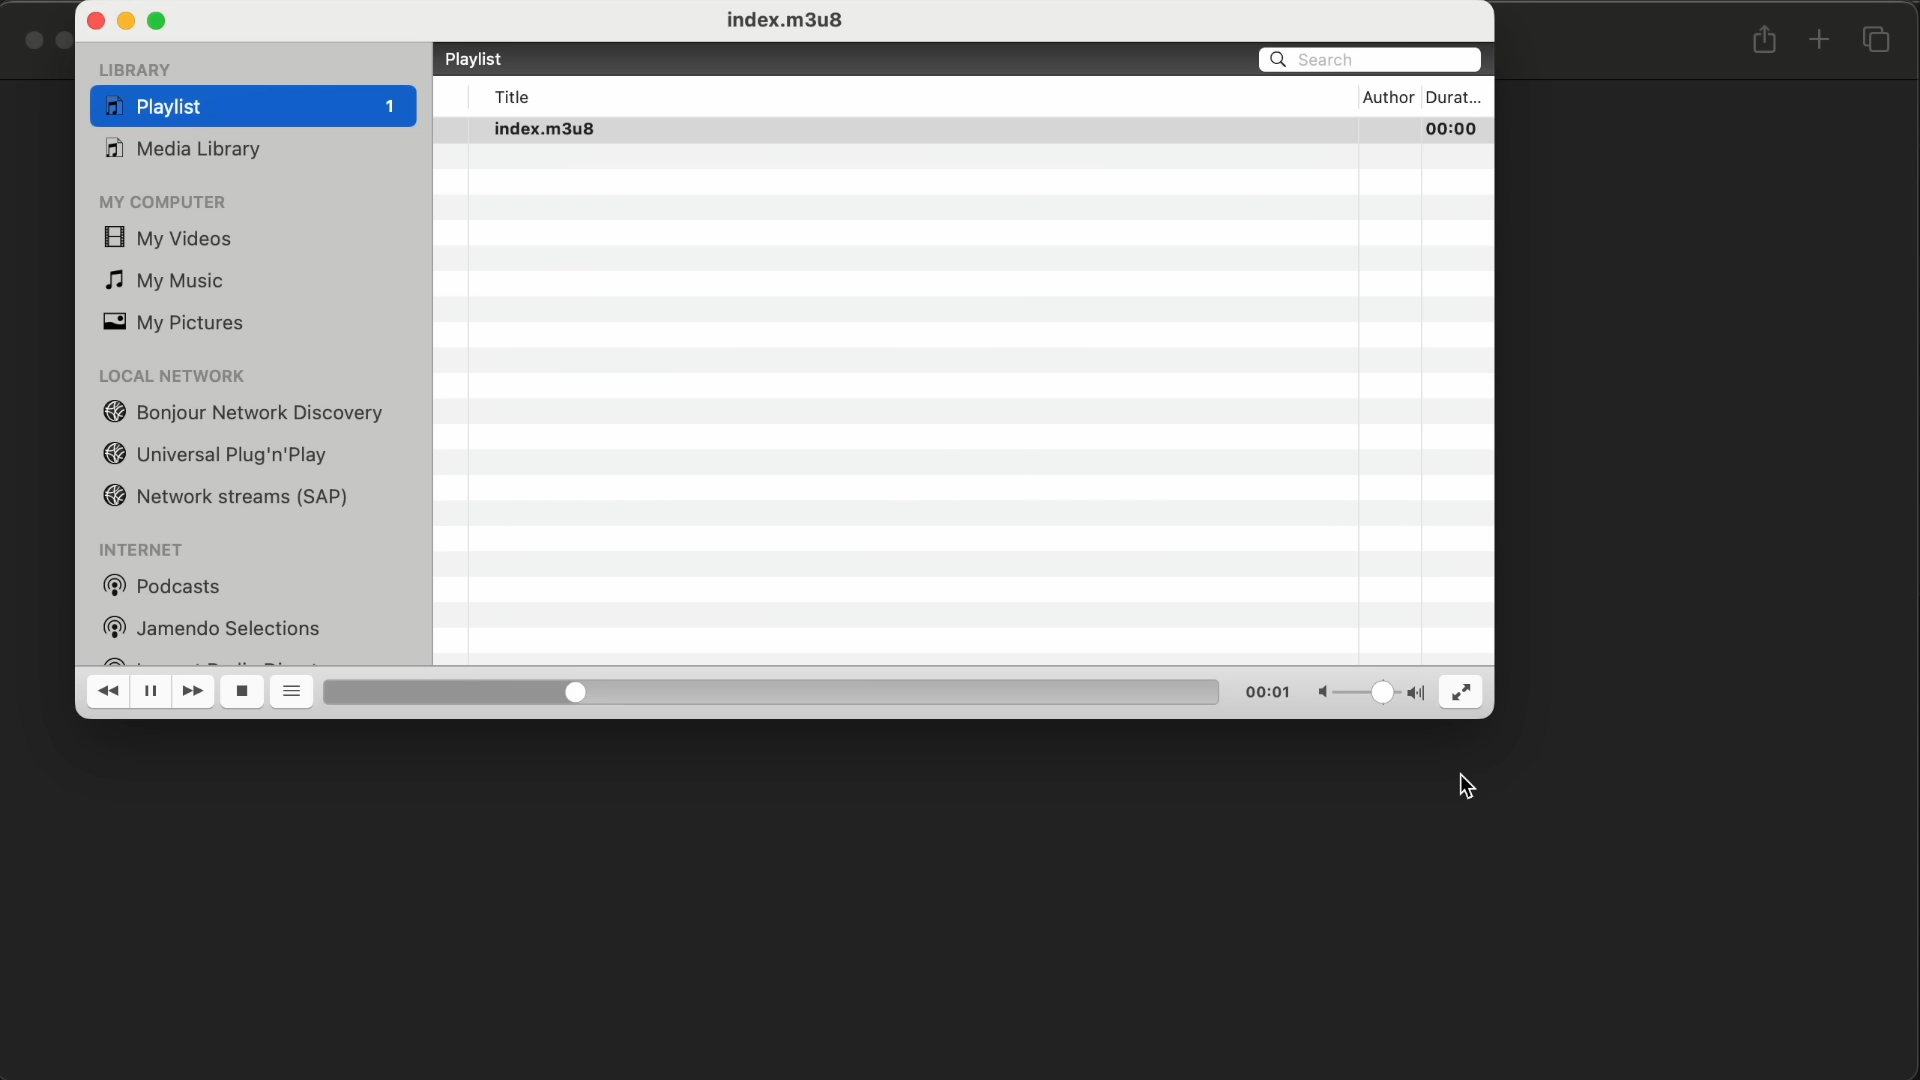 index.m3u8
LIBRARY
Playlist 1
Media Library
MY COMPUTER
My Videos
My Music
My Pictures
LOCAL NETWORK
Bonjour Network Discovery
Universal Plug'n'Play
Network streams (SAP)
INTERNET
Podcasts
Jamendo Selections
Playlist
Search
Title Author Durat...
index.m3u8 00:00
00:01